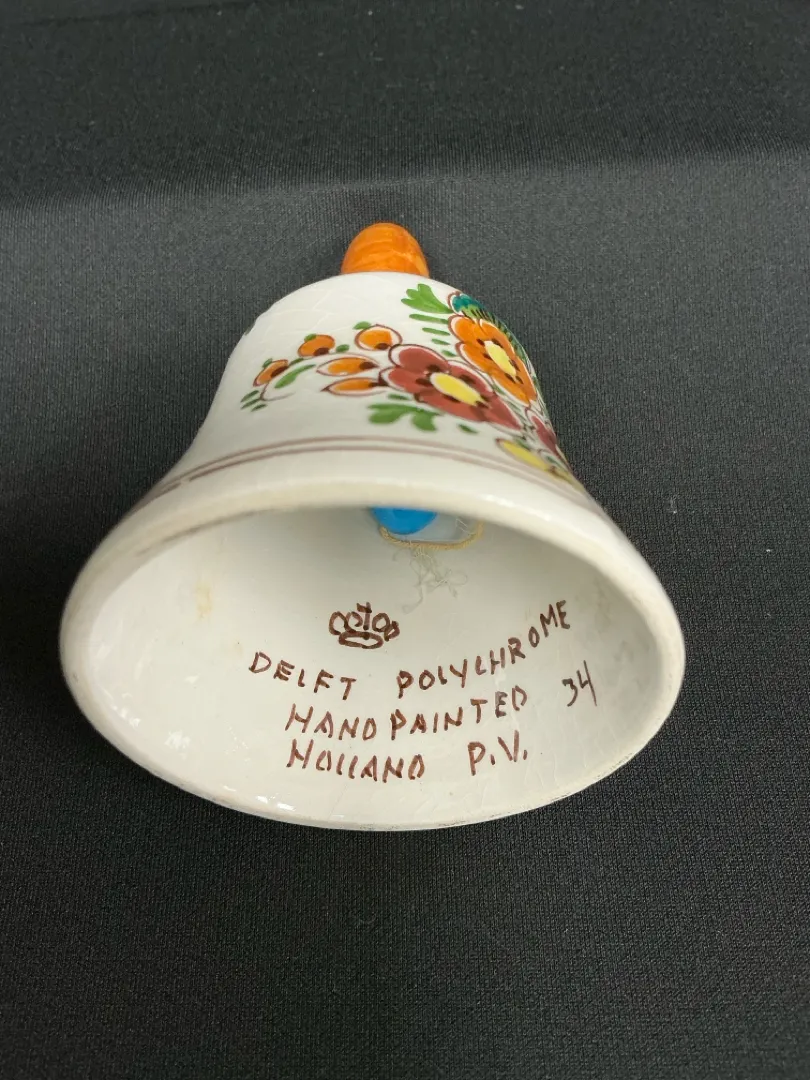 DELFT POLYCHROME
HANDPAINTED 34
HOLLAND P.V.